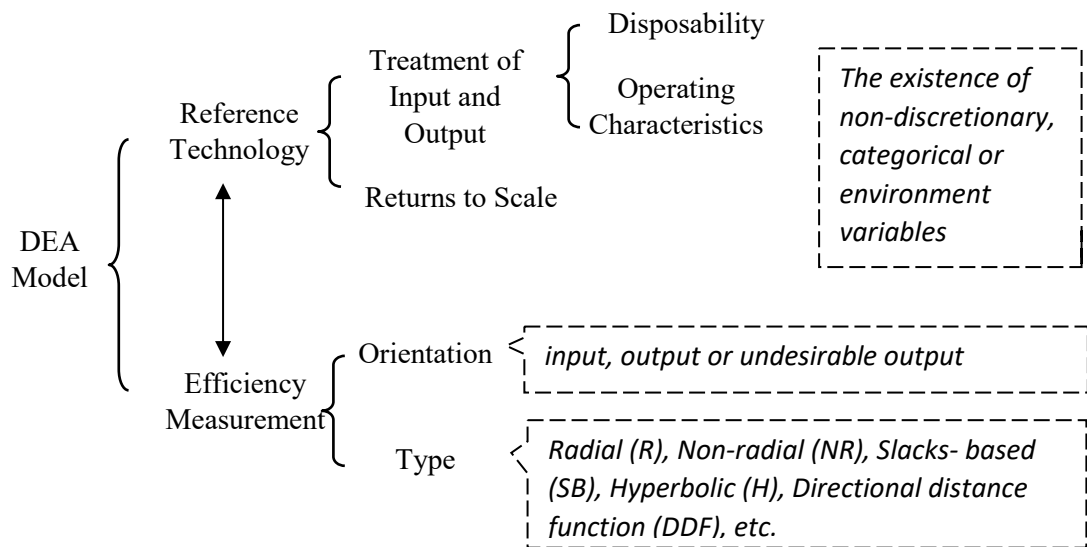 DEA
Model
Reference
Technology
Treatment of
Input and
Output
Disposability
Operating
Characteristics
The existence of
non-discretionary,
categorical or
environment
variables
Returns to Scale
Efficiency
Measurement
Orientation
input, output or undesirable output
Type
Radial (R), Non-radial (NR), Slacks- based
(SB), Hyperbolic (H), Directional distance
function (DDF), etc.